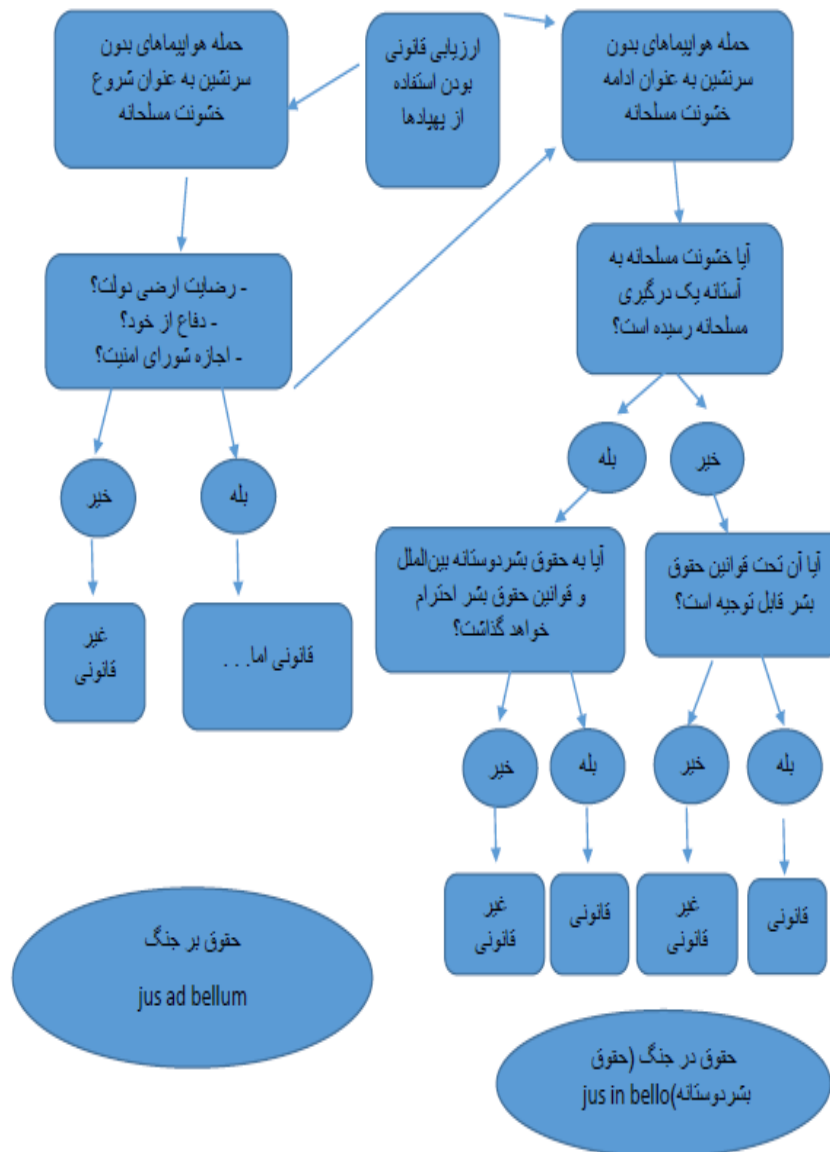 ارزیابی قانونی
بودن استفاده
از پهپادها
حمله هواپیماهای بدون
سرنشین به عنوان ادامه
خشونت مسلحانه
حمله هواپیماهای بدون
سرنشین به عنوان شروع
خشونت مسلحانه
آیا خشونت مسلحانه به
آستانه یک درگیری
مسلحانه رسیده است؟
- رضایت ارضی دولت؟
- دفاع از خود؟
- اجازه شورای امنیت؟
خیر
بله
بله
خیر
آیا آن تحت قوانین حقوق
بشر قابل توجیه است؟
آیا به حقوق بشردوستانه بین‌الملل
و قوانین حقوق بشر احترام
خواهد گذاشت؟
قانونی اما. . .
غیر
قانونی
بله
خیر
بله
خیر
قانونی
غیر
قانونی
قانونی
غیر
قانونی
حقوق بر جنگ
jus ad bellum
حقوق در جنگ (حقوق
بشردوستانه)jus in bello